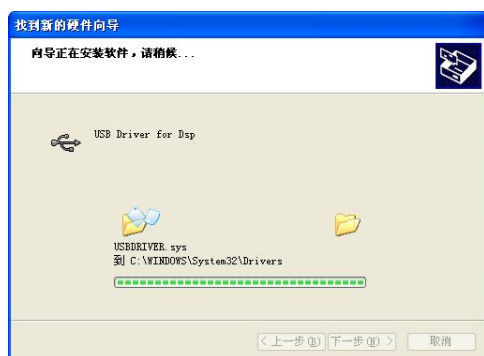 找到新的硬件向导
向导正在安装软件，请稍候...
USB Driver for Dsp
USBDRIVER.sys
到 C:\WINDOWS\System32\Drivers
< 上一步(B) 下一步(N) > 取消